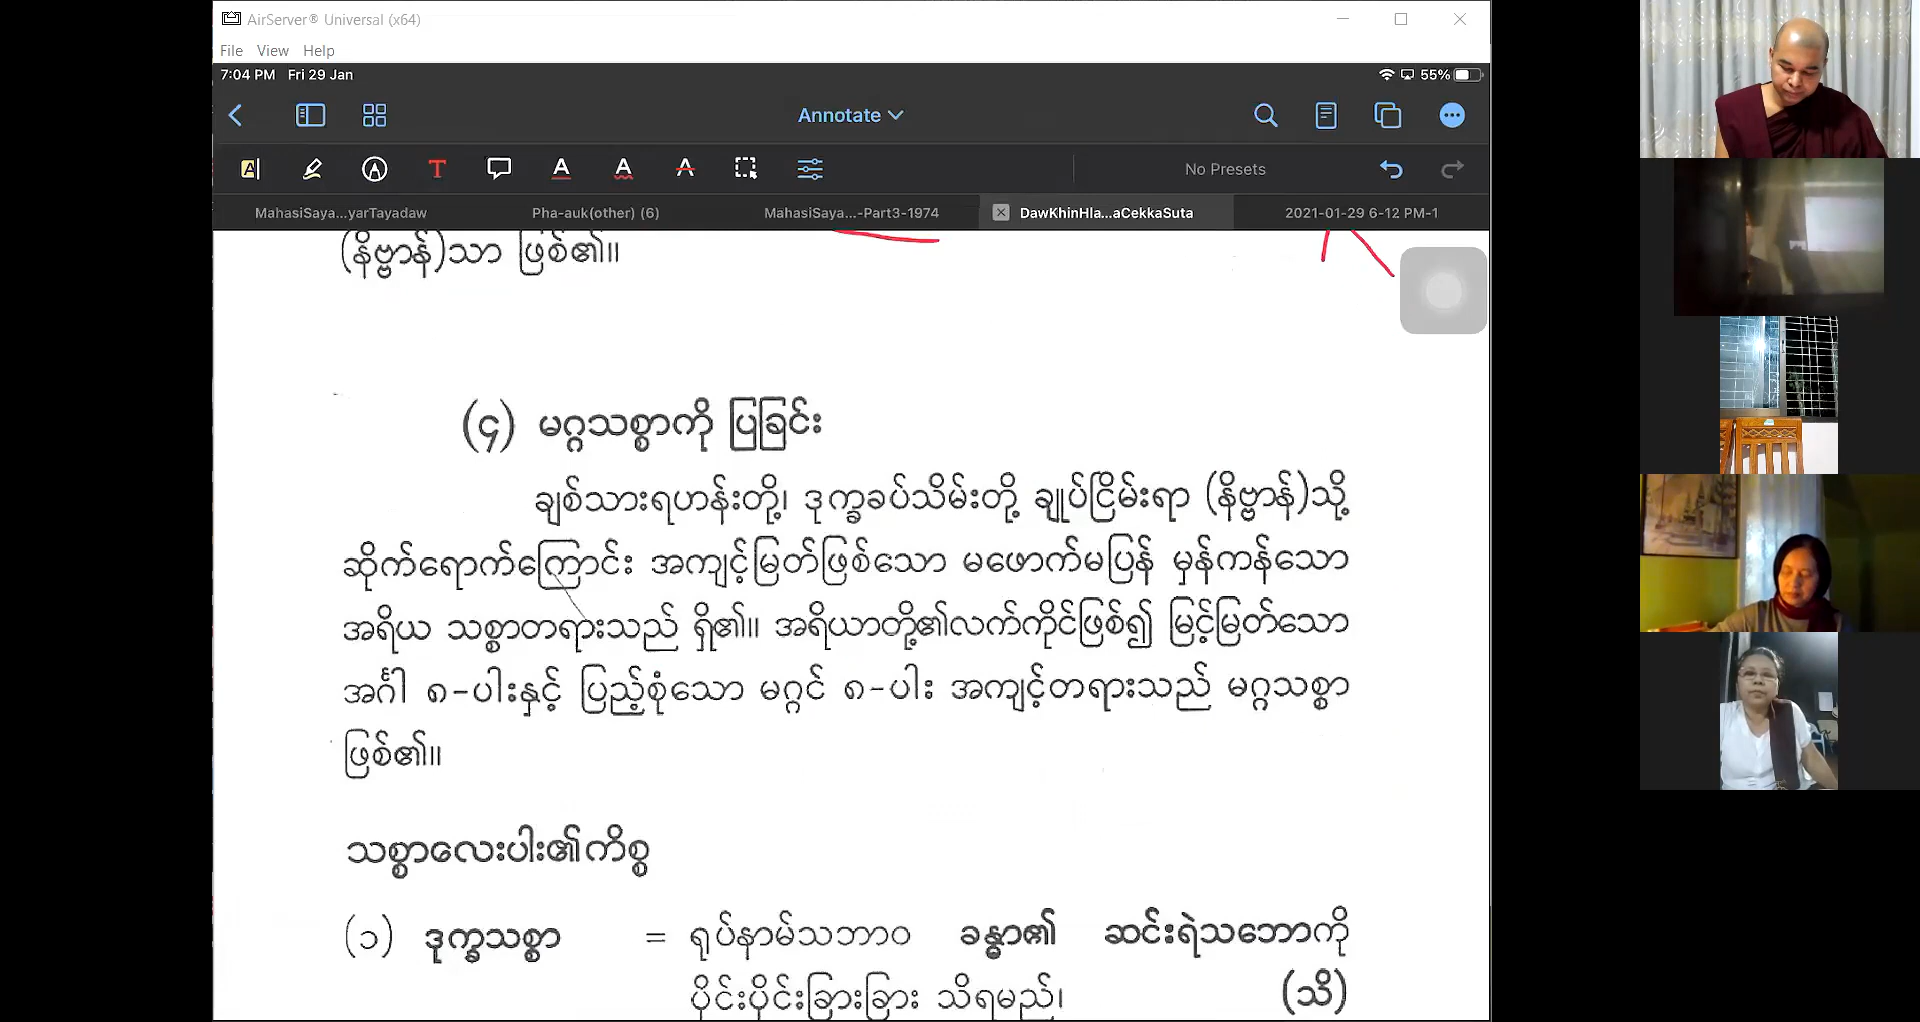 AirServer® Universal (x64)
File View Help
7:04 PM Fri 29 Jan
55%
Annotate
No Presets
MahasiSaya...yarTayadaw
Pha-auk(other) (6)
MahasiSaya...-Part3-1974
DawKhinHla...aCekkaSuta
2021-01-29 6-12 PM-1
(နိဗ္ဗာန်)သာ ဖြစ်၏။
(၄) မဂ္ဂသစ္စာကို ပြခြင်း
ချစ်သားရဟန်းတို့၊ ဒုက္ခခပ်သိမ်းတို့ ချုပ်ငြိမ်းရာ (နိဗ္ဗာန်)သို့
ဆိုက်ရောက်ကြောင်း အကျင့်မြတ်ဖြစ်သော မဖောက်မပြန် မှန်ကန်သော
အရိယ သစ္စာတရားသည် ရှိ၏။ အရိယာတို့၏လက်ကိုင်ဖြစ်၍ မြင့်မြတ်သော
အင်္ဂါ ၈-ပါးနှင့် ပြည့်စုံသော မဂ္ဂင် ၈-ပါး အကျင့်တရားသည် မဂ္ဂသစ္စာ
ဖြစ်၏။
သစ္စာလေးပါး၏ကိစ္စ
(၁) ဒုက္ခသစ္စာ = ရုပ်နာမ်သဘာဝ ခန္ဓာ၏ ဆင်းရဲသဘောကို
ပိုင်းပိုင်းခြားခြား သိရမည်၊ (သိ)